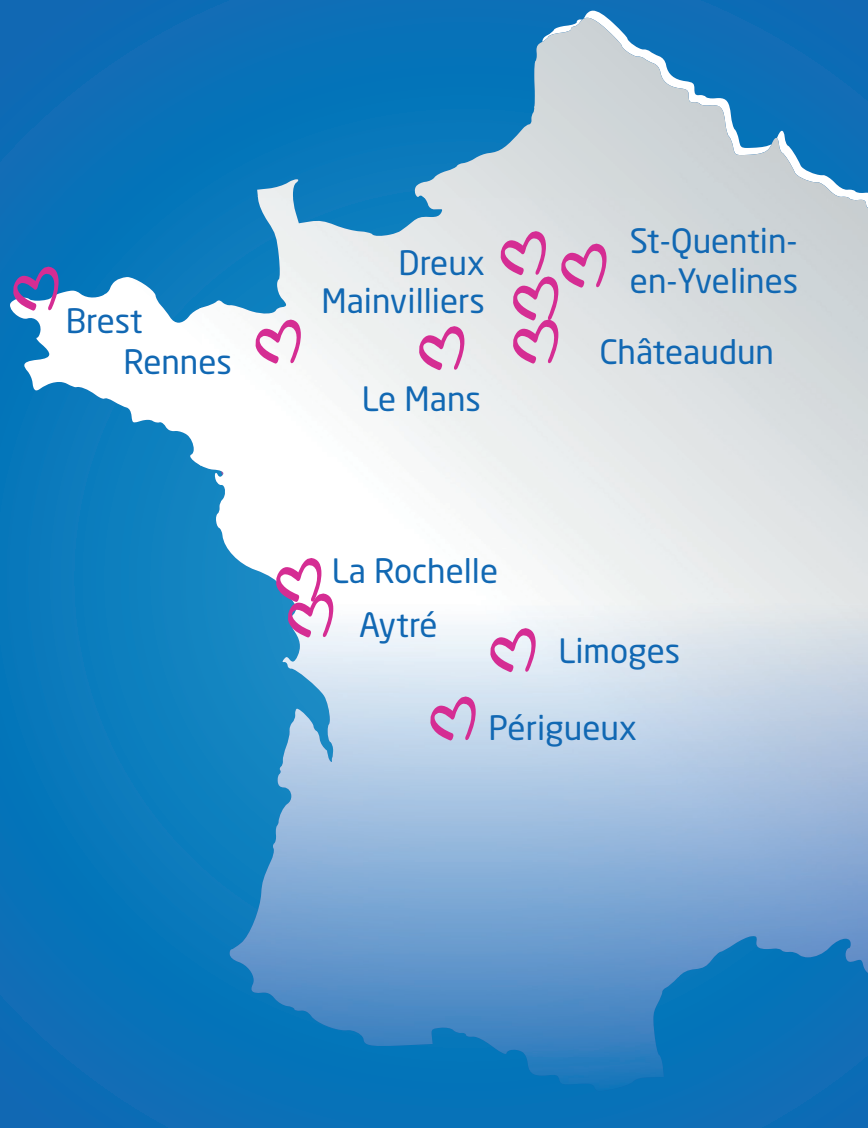 St-Quentin-
en-Yvelines
Dreux
Mainvilliers
Brest
Rennes
Châteaudun
Le Mans
La Rochelle
Aytré
Limoges
Périgueux